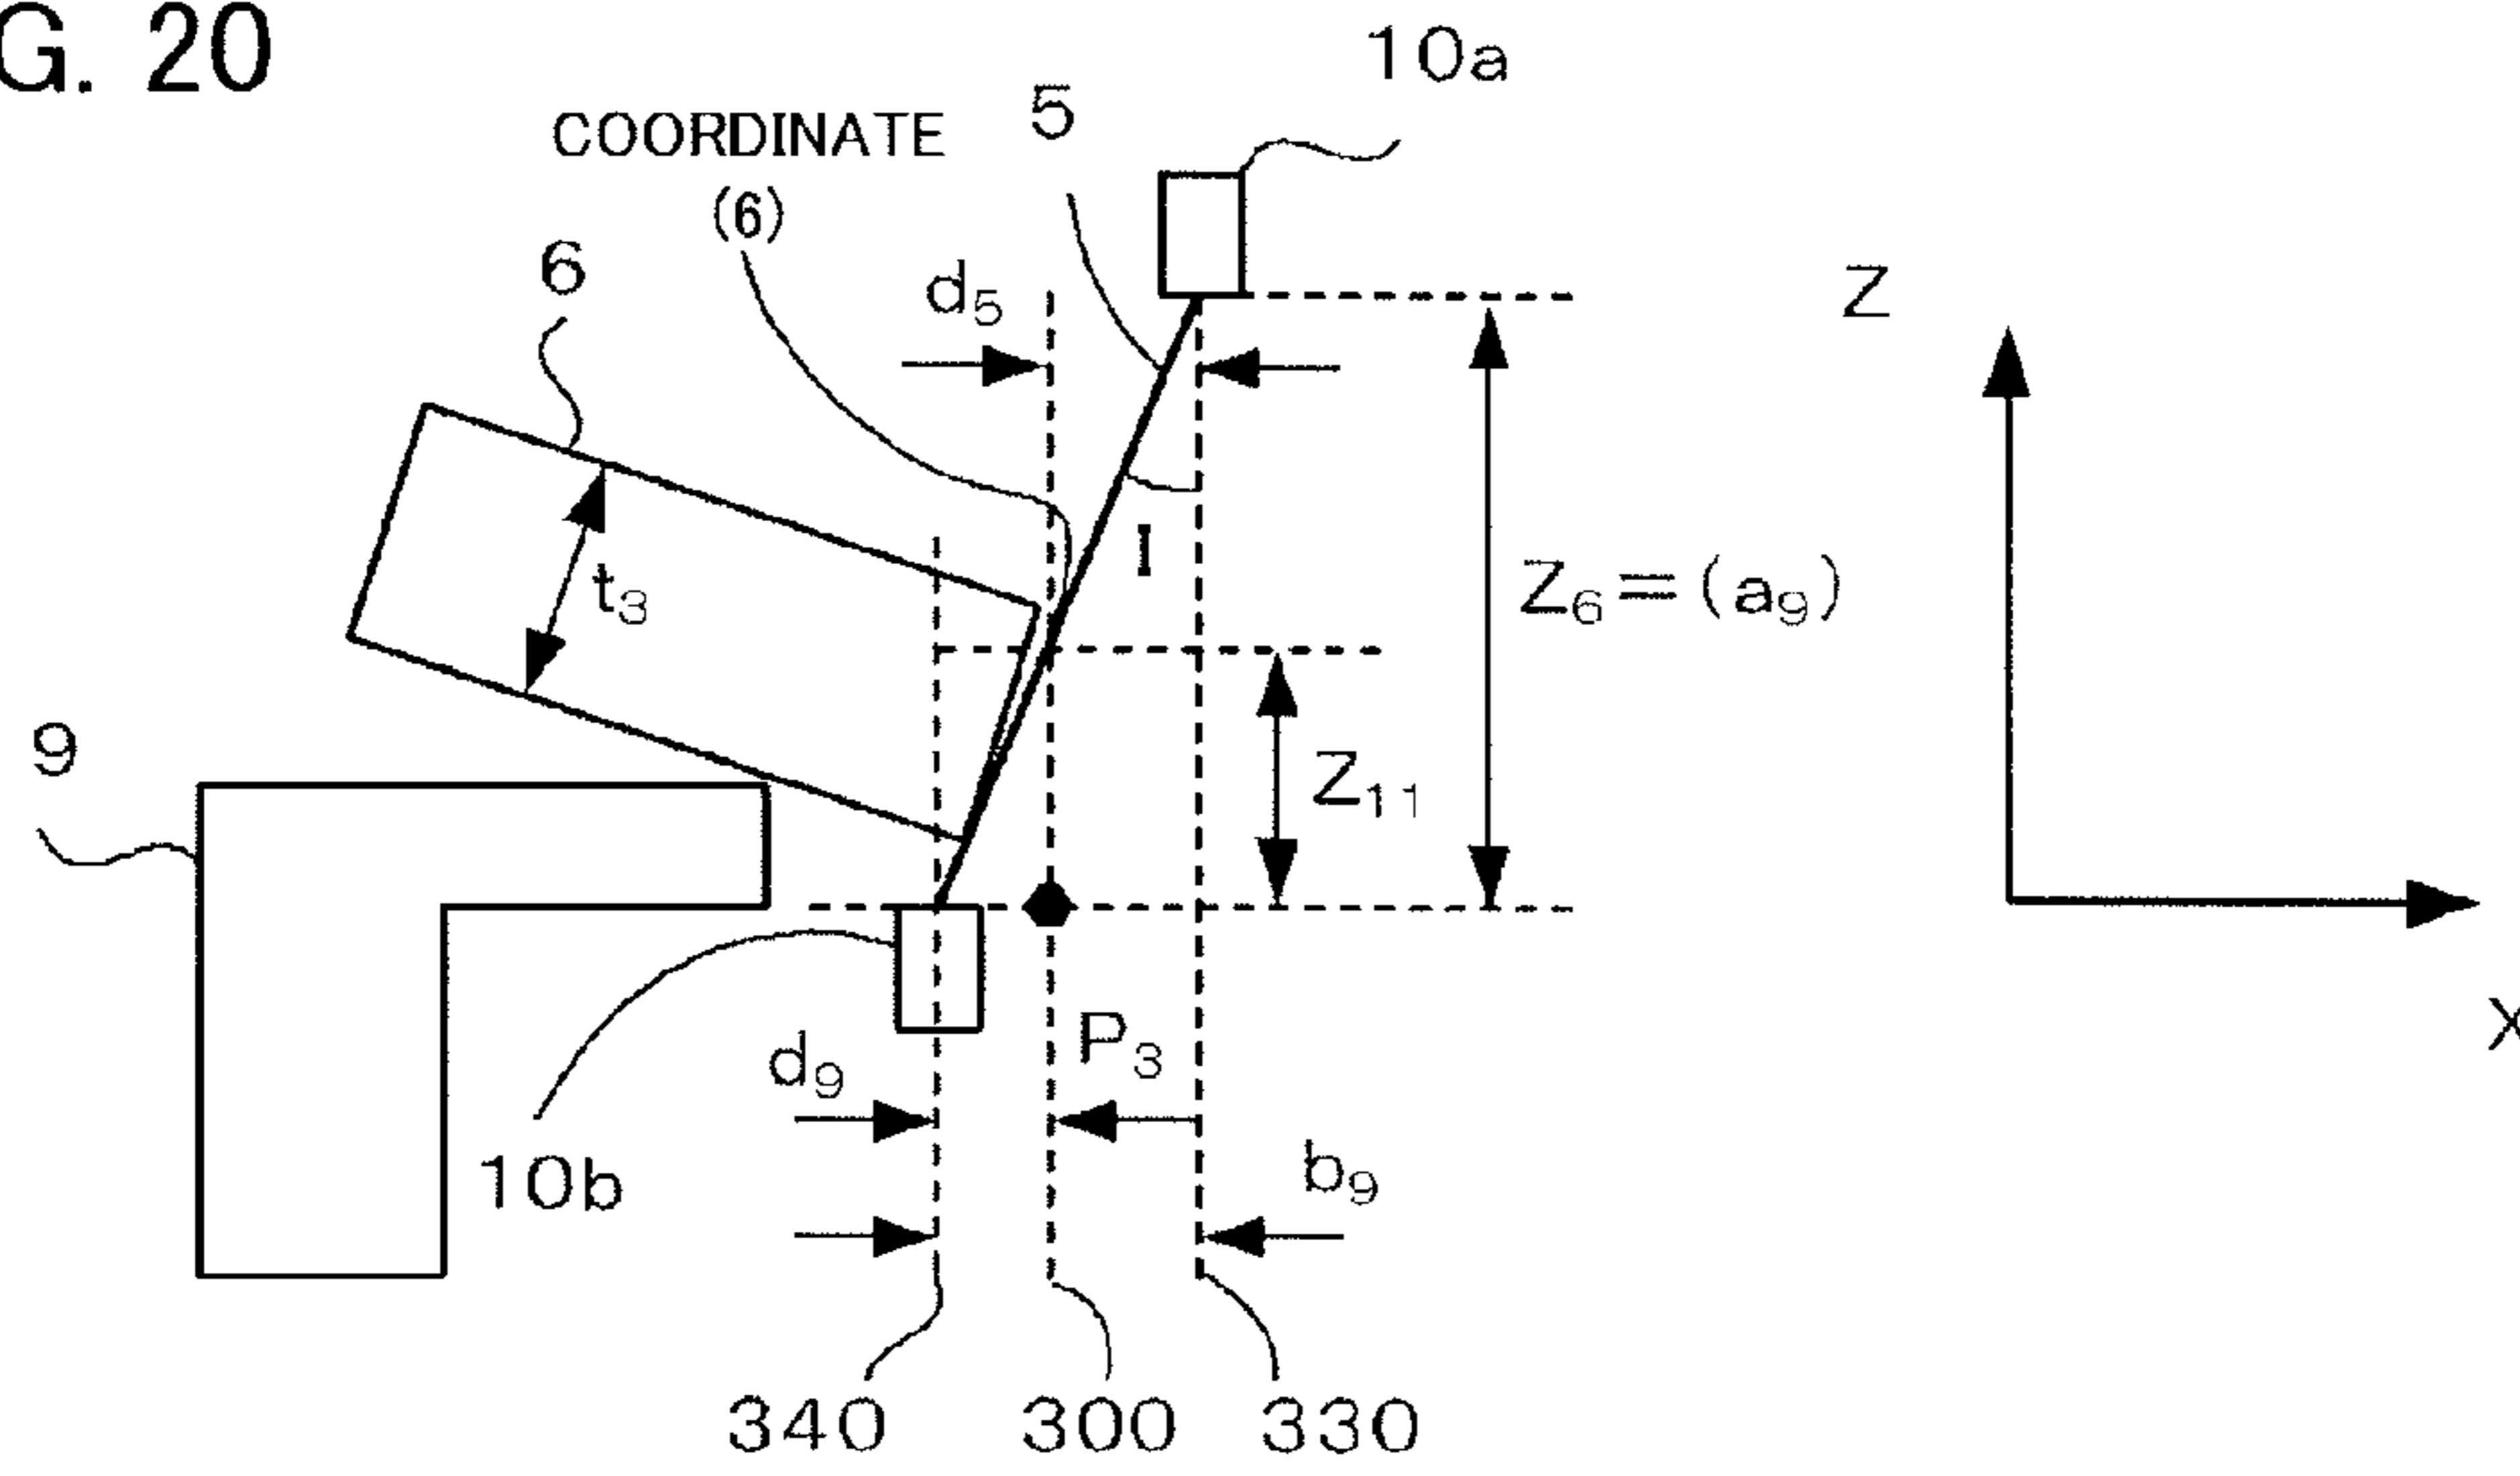 G. 20
COORDINATE
(6)
5
10a
6
d5
Z
t3
I
Z6=(a9)
9
Z11
X
P3
d9
b9
10b
340
300
330